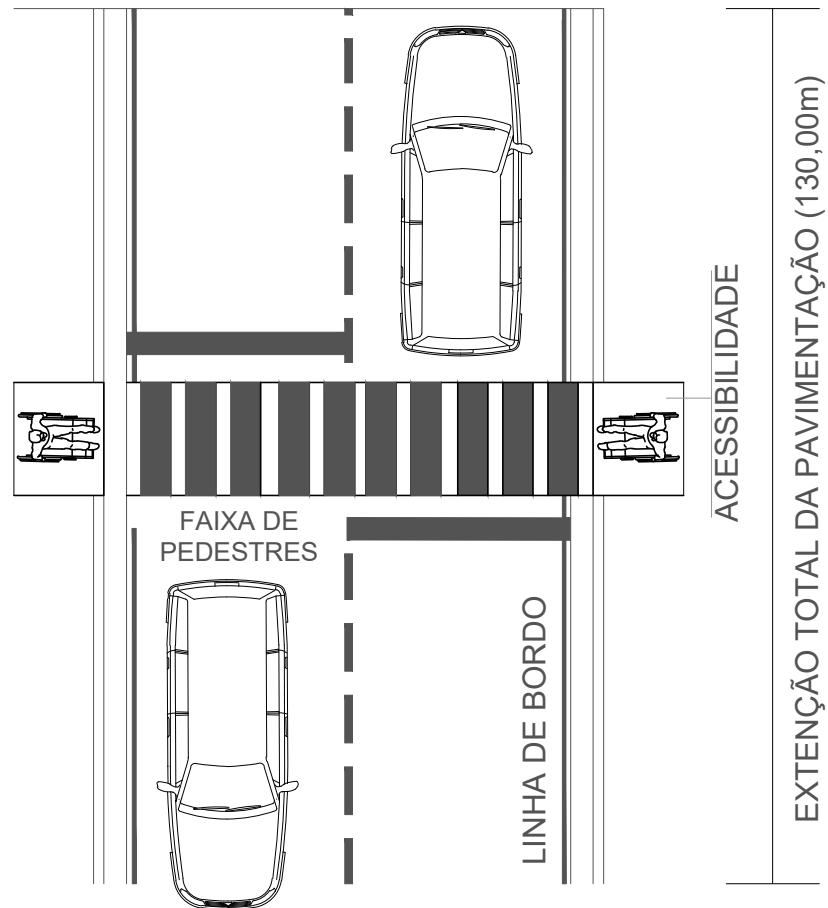 FAIXA DE
PEDESTRES
LINHA DE BORDO
ACESSIBILIDADE
EXTENÇÃO TOTAL DA PAVIMENTAÇÃO (130,00m)